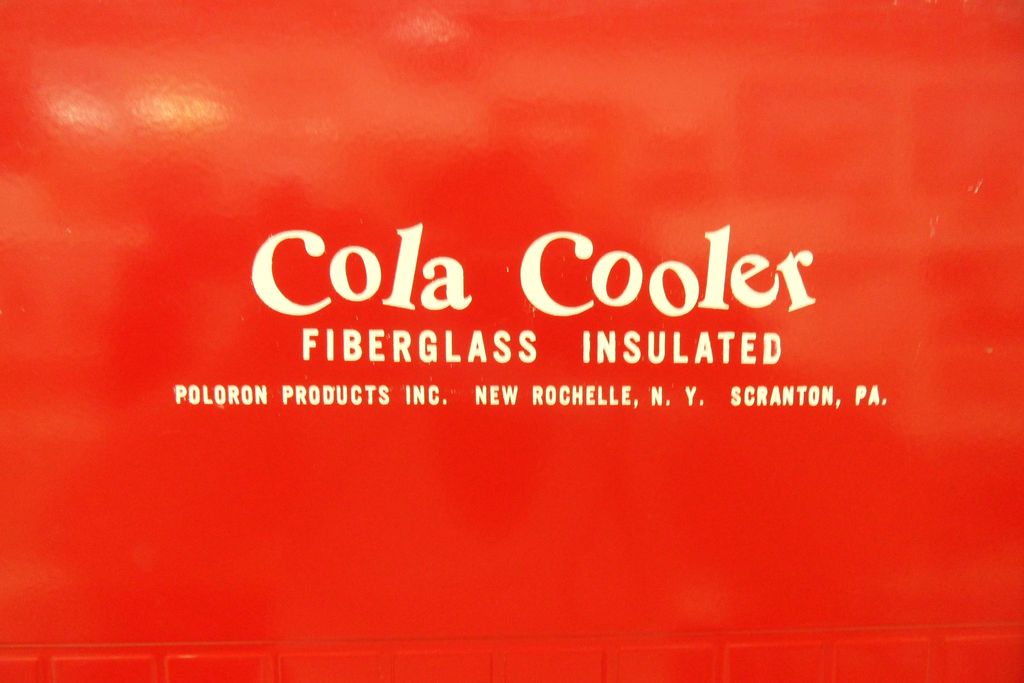 Cola Cooler
FIBERGLASS INSULATED
POLORON PRODUCTS INC. NEW ROCHELLE, N. Y. SCRANTON, PA.